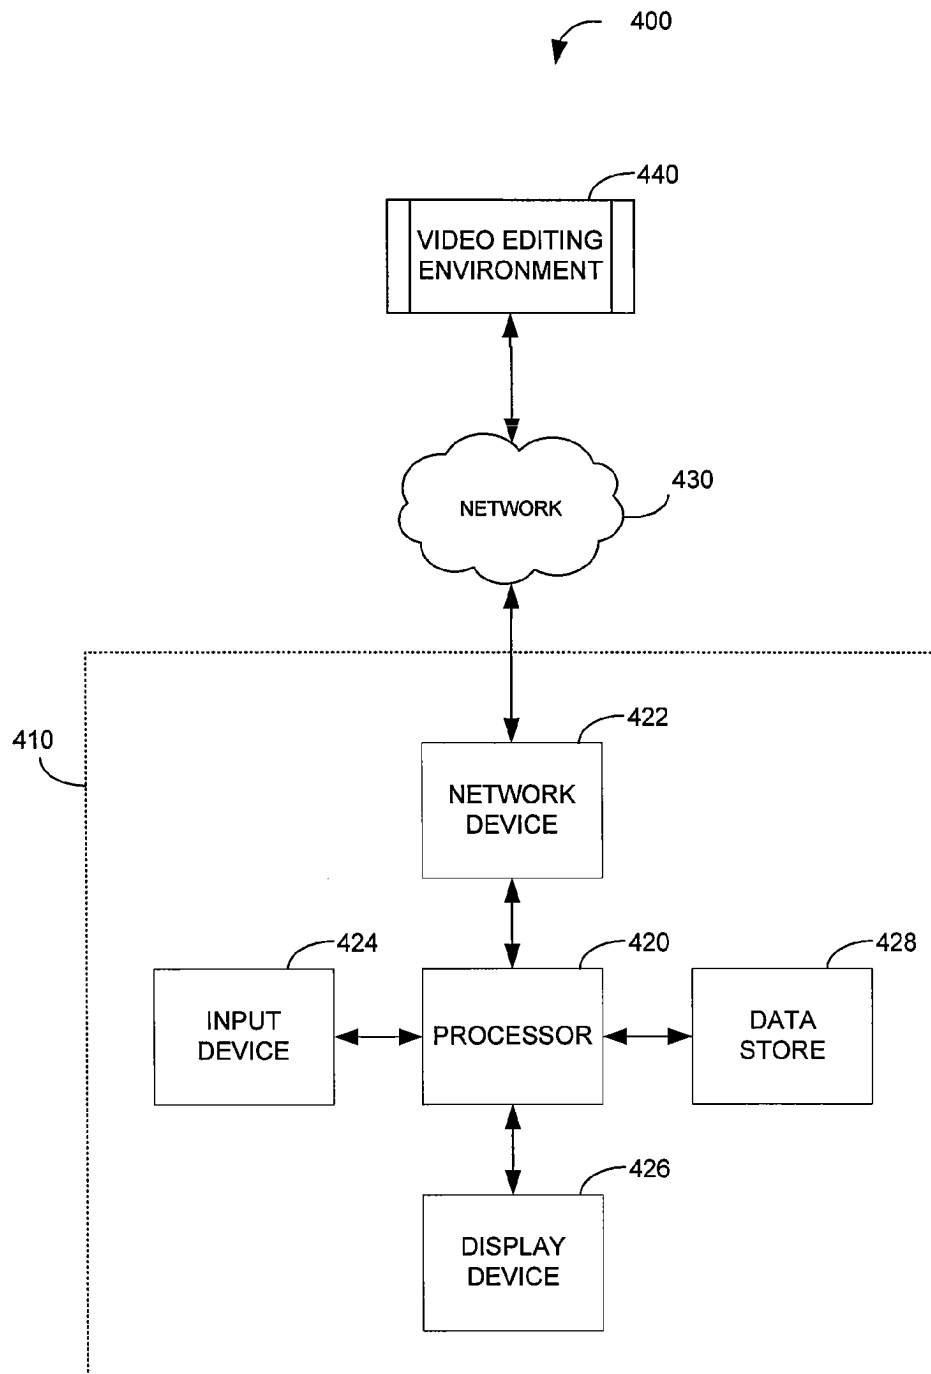 400
440
VIDEO EDITING
ENVIRONMENT
430
NETWORK
410
422
NETWORK
DEVICE
424
420
428
INPUT
DEVICE
PROCESSOR
DATA
STORE
426
DISPLAY
DEVICE